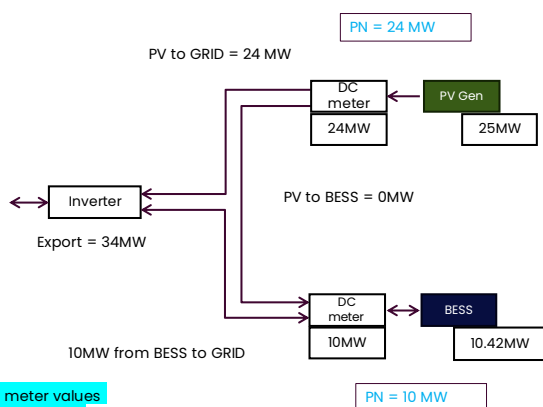 PN = 24 MW
PV to GRID = 24 MW
DC
meter
PV Gen
24MW
25MW
Inverter
PV to BESS = 0MW
Export = 34MW
DC
meter
BESS
10MW
10.42MW
10MW from BESS to GRID
meter values
PN = 10 MW